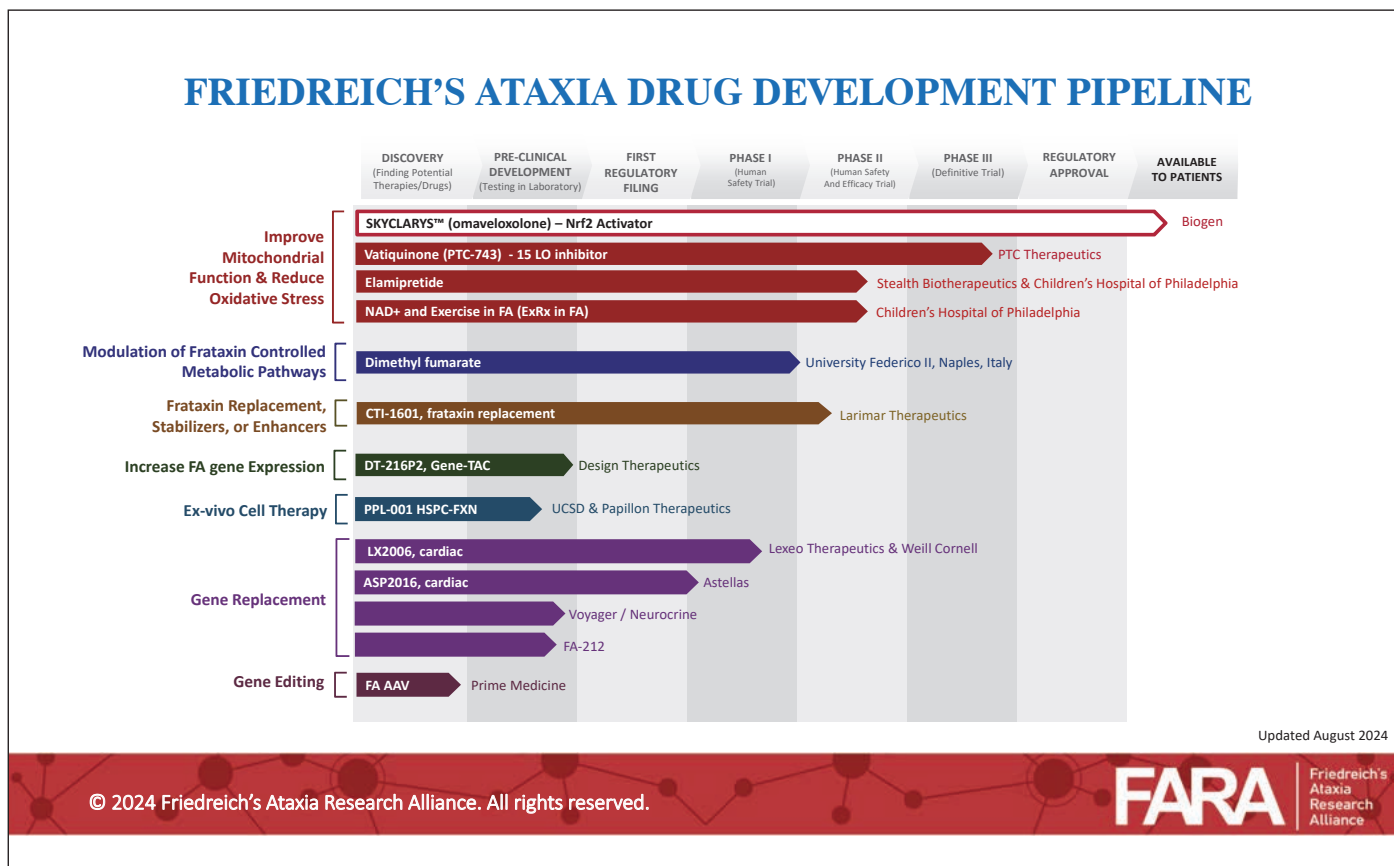 FRIEDREICH’S ATAXIA DRUG DEVELOPMENT PIPELINE
DISCOVERY
(Finding Potential
Therapies/Drugs)
PRE-CLINICAL
DEVELOPMENT
(Testing in Laboratory)
FIRST
REGULATORY
FILING
PHASE I
(Human
Safety Trial)
PHASE II
(Human Safety
And Efficacy Trial)
PHASE III
(Definitive Trial)
REGULATORY
APPROVAL
AVAILABLE
TO PATIENTS
Improve
Mitochondrial
Function & Reduce
Oxidative Stress
SKYCLARYS™ (omaveloxolone) – Nrf2 Activator
Biogen
Vatiquinone (PTC-743)  - 15 LO inhibitor
PTC Therapeutics
Elamipretide
Stealth Biotherapeutics & Children’s Hospital of Philadelphia
NAD+ and Exercise in FA (ExRx in FA)
Children’s Hospital of Philadelphia
Modulation of Frataxin Controlled
Metabolic Pathways
Dimethyl fumarate
University Federico II, Naples, Italy
Frataxin Replacement,
Stabilizers, or Enhancers
CTI-1601, frataxin replacement
Larimar Therapeutics
Increase FA gene Expression
DT-216P2, Gene-TAC
Design Therapeutics
Ex-vivo Cell Therapy
PPL-001 HSPC-FXN
UCSD & Papillon Therapeutics
Gene Replacement
LX2006, cardiac
Lexeo Therapeutics & Weill Cornell
ASP2016, cardiac
Astellas
Voyager / Neurocrine
FA-212
Gene Editing
FA AAV
Prime Medicine
Updated August 2024
© 2024 Friedreich’s Ataxia Research Alliance. All rights reserved.
FARA
Friedreich's
Ataxia
Research
Alliance